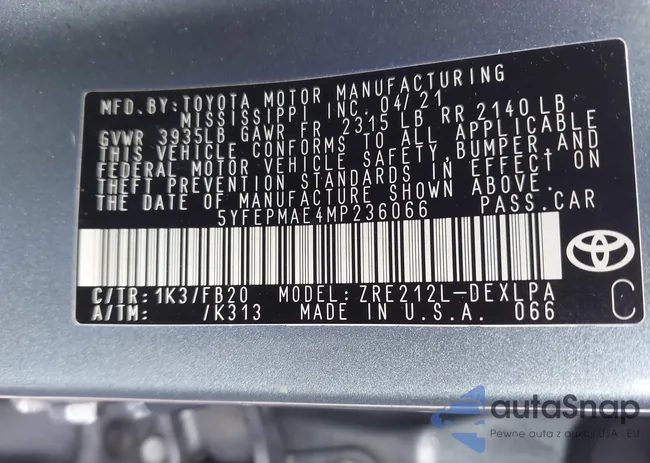 MFD. BY: TOYOTA MOTOR MANUFACTURING
MISSISSIPPI INC. 04/21
GVWR 3935LB GAWR FR 2315 LB RR 2140 LB
THIS VEHICLE CONFORMS TO ALL APPLICABLE
FEDERAL MOTOR VEHICLE SAFETY, BUMPER, AND
THEFT PREVENTION STANDARDS IN EFFECT ON
THE DATE OF MANUFACTURE SHOWN ABOVE.
5YFEPMAE4MP236066 PASS. CAR
C/TR: 1K3/FB20 MODEL: ZRE212L-DEXLPA
A/TM: /K313 MADE IN U.S.A. 066
C
autoSnap
Pewne auta z aukcji USA i EU